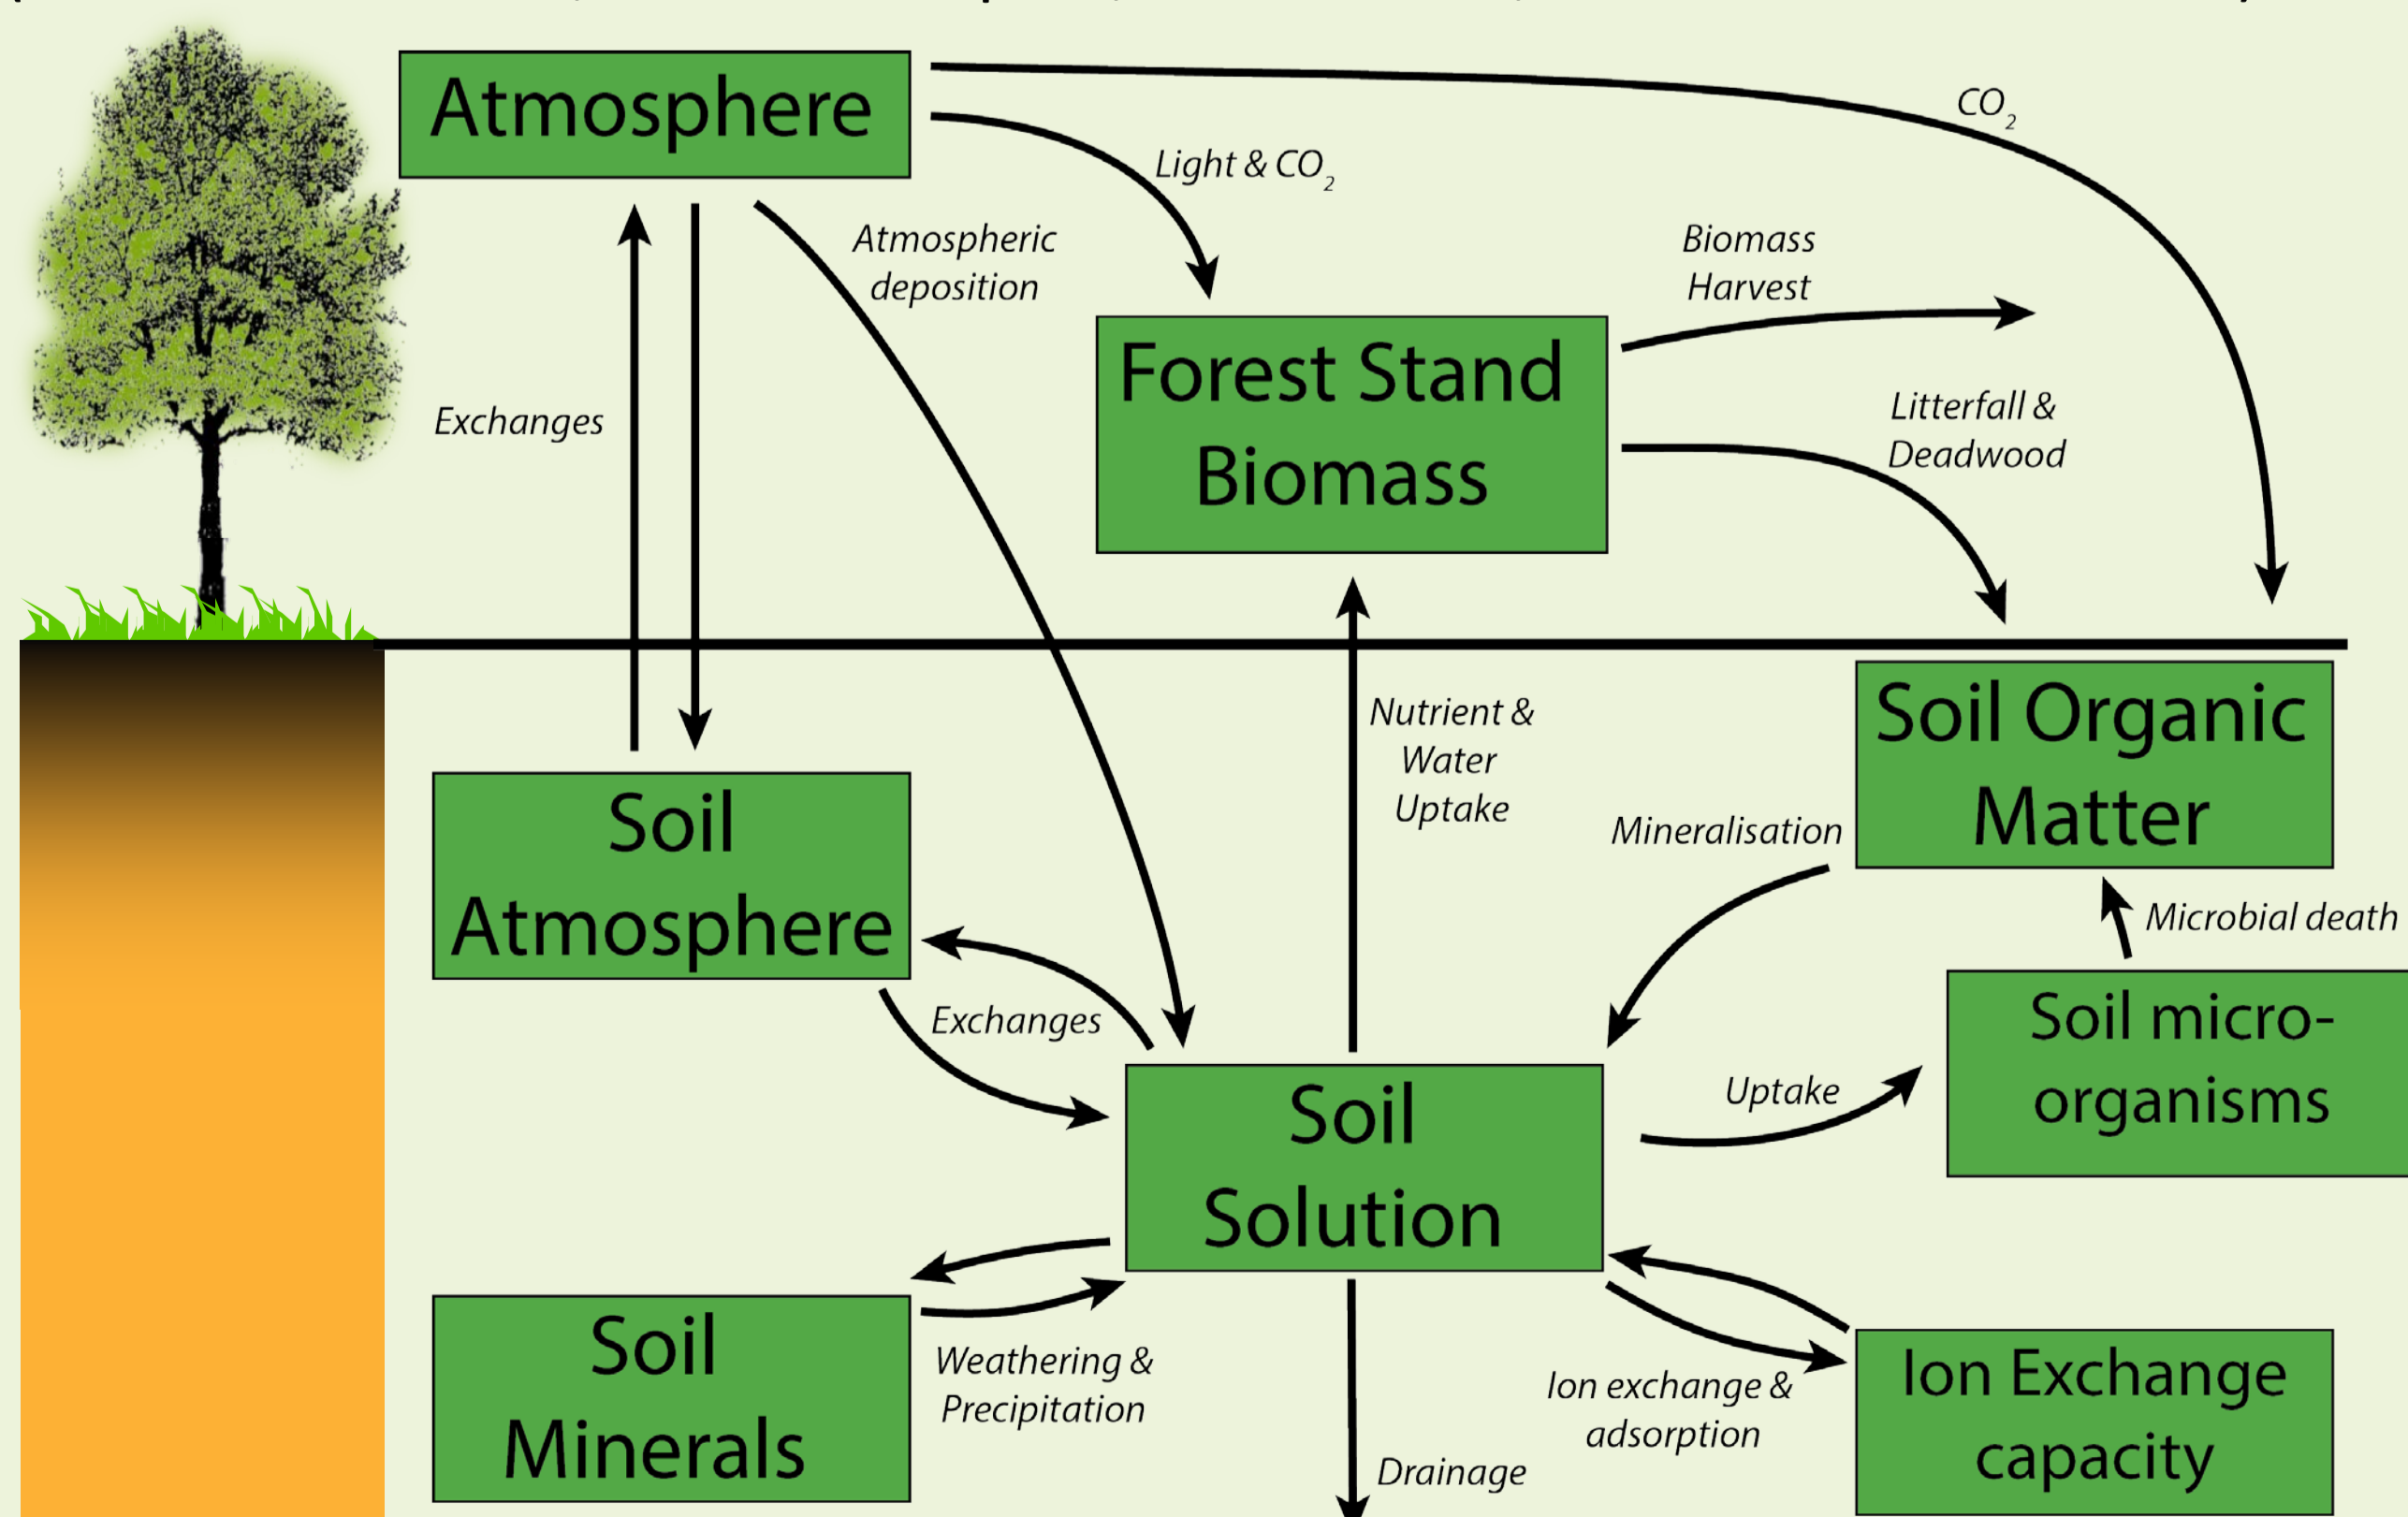 Atmosphere
CO2
Light & CO2
Atmospheric
deposition
Biomass
Harvest
Forest Stand
Biomass
Litterfall &
Deadwood
Exchanges
Nutrient &
Water
Uptake
Soil Organic
Matter
Soil
Atmosphere
Mineralisation
Microbial death
Exchanges
Soil micro-
organisms
Uptake
Soil
Solution
Soil
Minerals
Weathering &
Precipitation
Ion exchange &
adsorption
Ion Exchange
capacity
Drainage